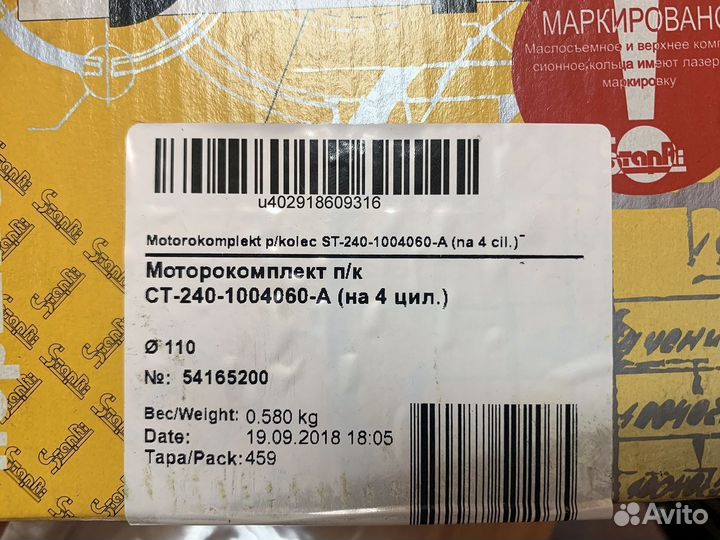 МАРКИРОВАНО
Маслосъемное и верхнее комп
сионное кольца имеют лазер
маркировку
СтапRi
u402918609316
Motorokomplekt p/kolec ST-240-1004060-A (na 4 cil.)
Моторокомплект п/к
СТ-240-1004060-А (на 4 цил.)
Ø 110
№: 54165200
Вес/Weight: 0.580 kg
Date: 19.09.2018 18:05
Тара/Pack: 459
Avito